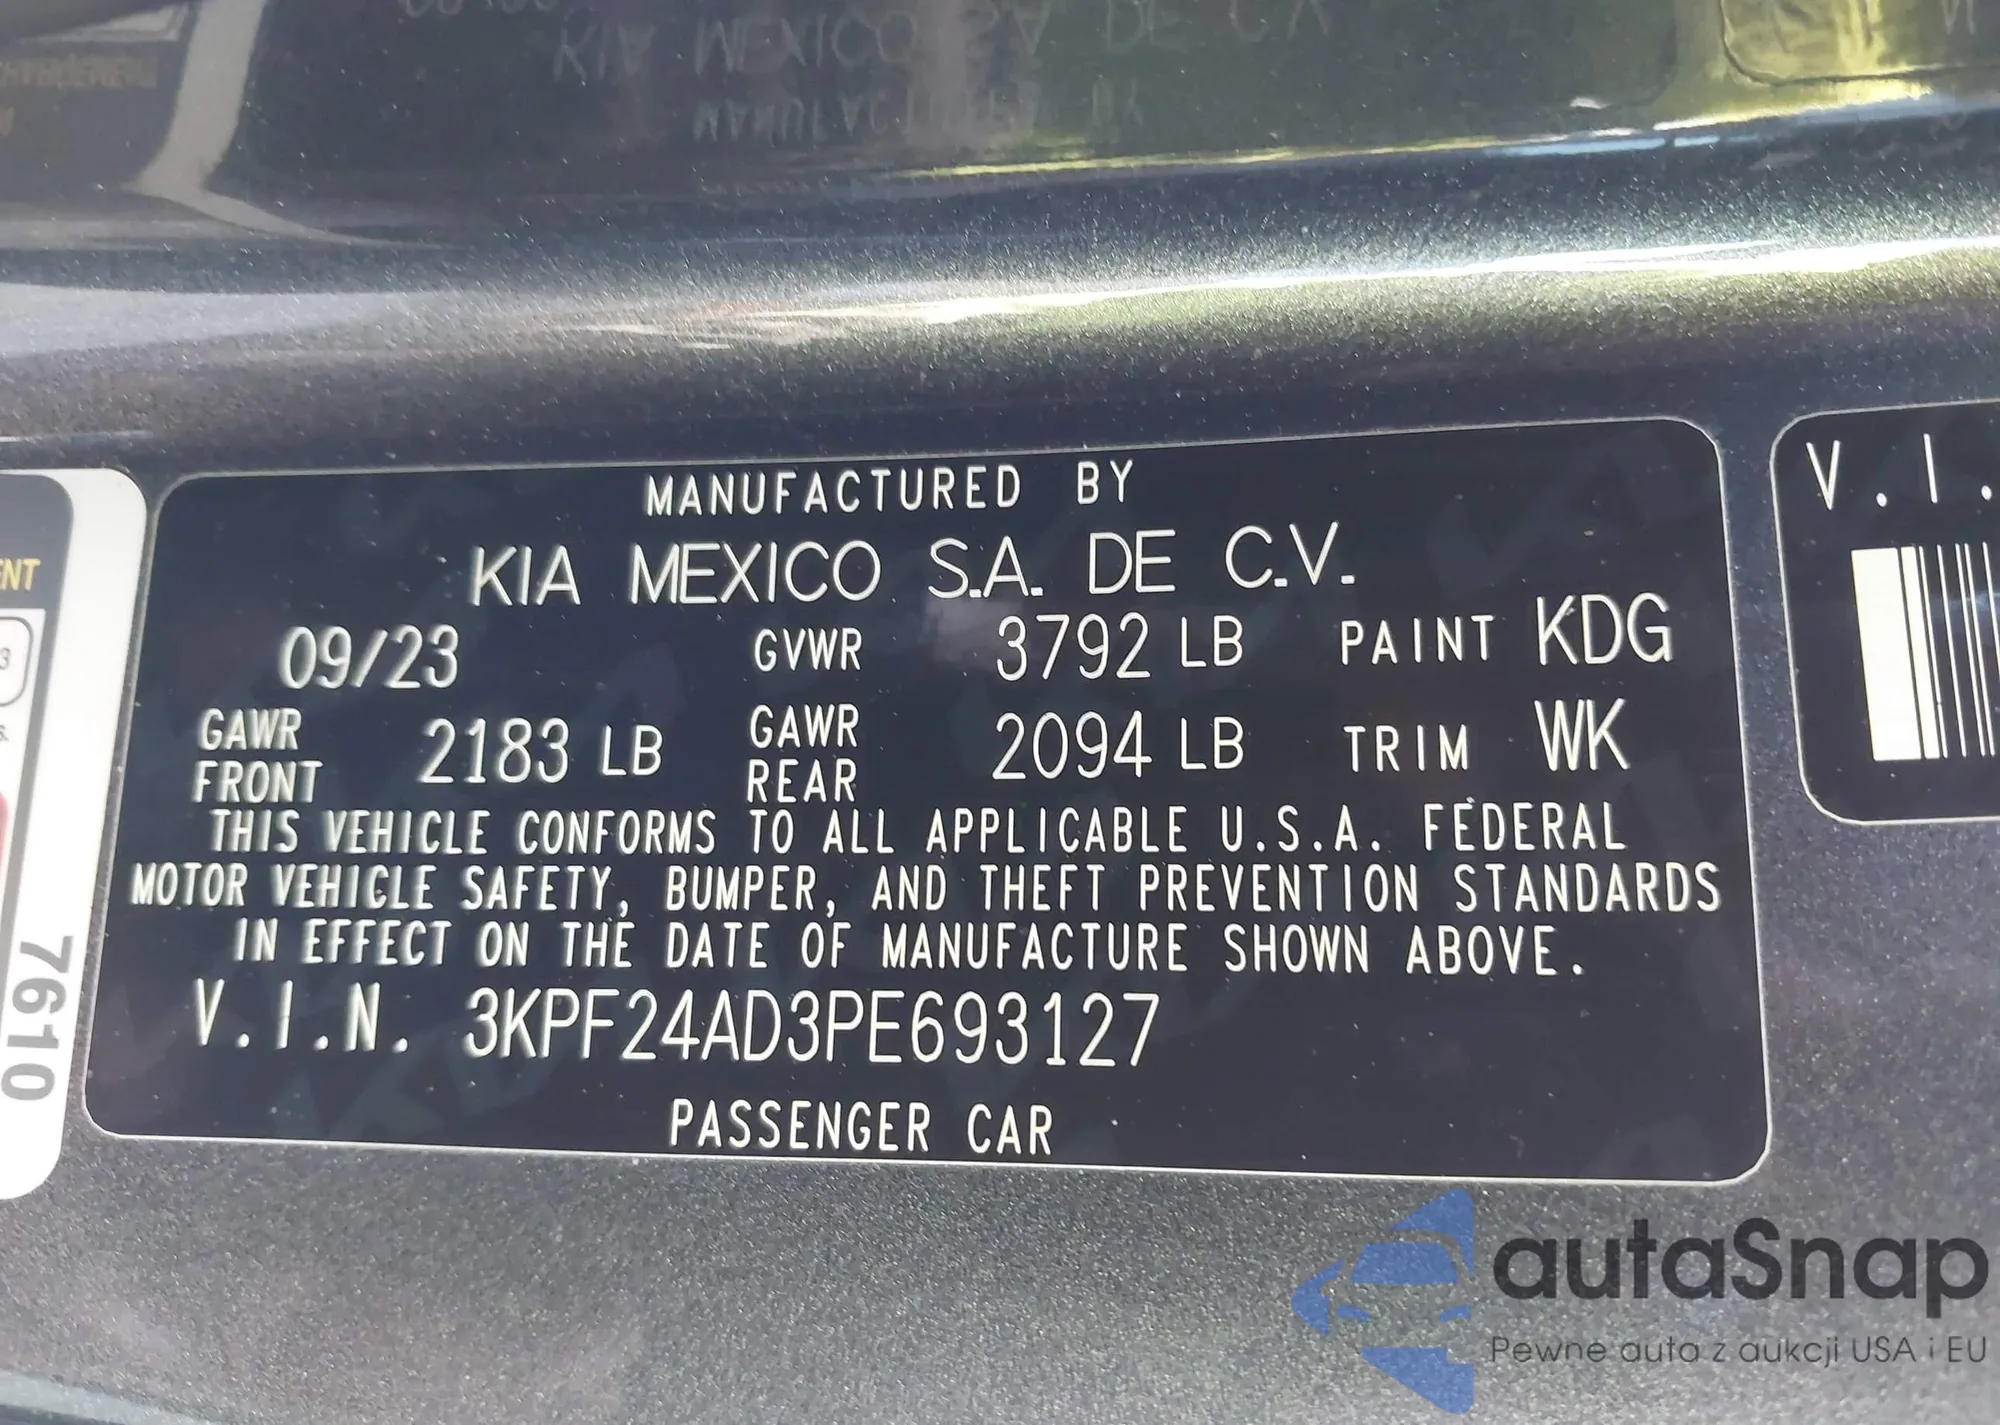 MANUFACTURED BY
KIA MEXICO S.A. DE C.V.
09/23 GVWR 3792 LB PAINT KDG
GAWR FRONT 2183 LB GAWR REAR 2094 LB TRIM WK
THIS VEHICLE CONFORMS TO ALL APPLICABLE U.S.A. FEDERAL
MOTOR VEHICLE SAFETY, BUMPER, AND THEFT PREVENTION STANDARDS
IN EFFECT ON THE DATE OF MANUFACTURE SHOWN ABOVE.
V.I.N. 3KPF24AD3PE693127
PASSENGER CAR
V.I.
7610
autaSnap
Pewne auta z aukcji USA i EU